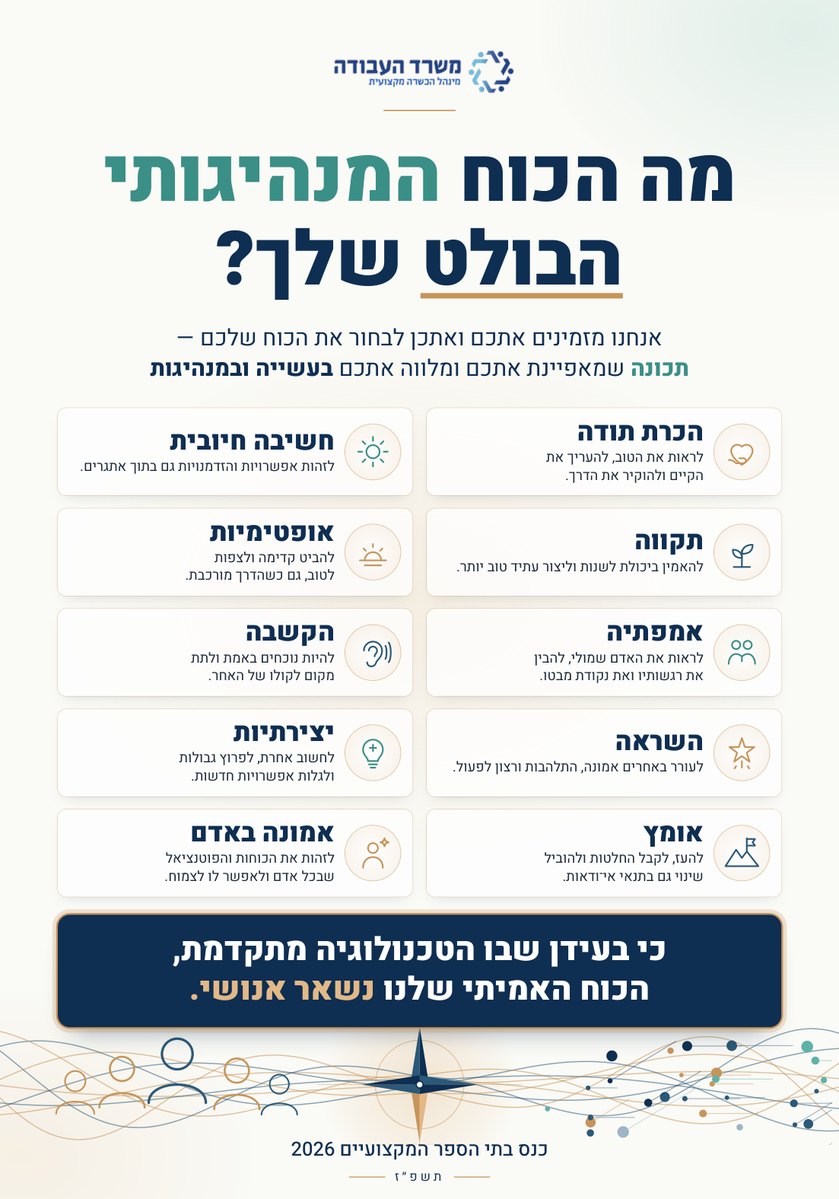 משרד העבודה
מינהל הכשרה מקצועית
מה הכוח המנהיגותי
הבולט שלך?
אנחנו מזמינים אתכם ואתכן לבחור את הכוח שלכם —
תכונה שמאפיינת אתכם ומלווה אתכם בעשייה ובמנהיגות
הכרת תודה
לראות את הטוב, להעריך את
הקיים ולהוקיר את הדרך.
חשיבה חיובית
לזהות אפשרויות והזדמנויות גם בתוך אתגרים.
תקווה
להאמין ביכולת לשנות וליצור עתיד טוב יותר.
אופטימיות
להביט קדימה ולצפות
לטוב, גם כשהדרך מורכבת.
אמפתיה
לראות את האדם שמולי, להבין
את רגשותיו ואת נקודת מבטו.
הקשבה
להיות נוכחים באמת ולתת
מקום לקולו של האחר.
השראה
לעורר באחרים אמונה, התלהבות ורצון לפעול.
יצירתיות
לחשוב אחרת, לפרוץ גבולות
ולגלות אפשרויות חדשות.
אומץ
להעז, לקבל החלטות ולהוביל
שינוי גם בתנאי אי־ודאות.
אמונה באדם
לזהות את הכוחות והפוטנציאל
שבכל אדם ולאפשר לו לצמוח.
כי בעידן שבו הטכנולוגיה מתקדמת,
הכוח האמיתי שלנו נשאר אנושי.
כנס בתי הספר המקצועיים 2026
תשפ״ז